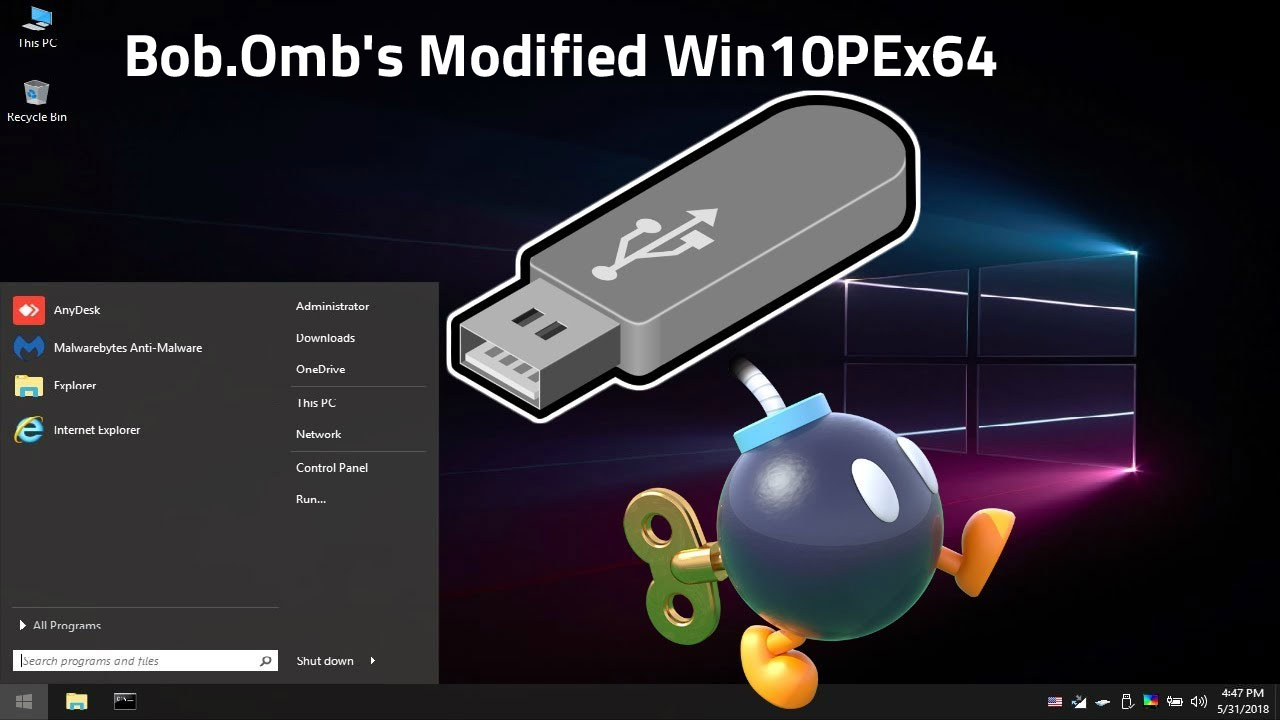 This PC
Bob.Omb's Modified Win10PEx64
Recycle Bin
AnyDesk
Malwarebytes Anti-Malware
Explorer
Internet Explorer
Administrator
Downloads
OneDrive
This PC
Network
Control Panel
Run...
All Programs
Search programs and files
Shut down
4:47 PM
5/31/2018